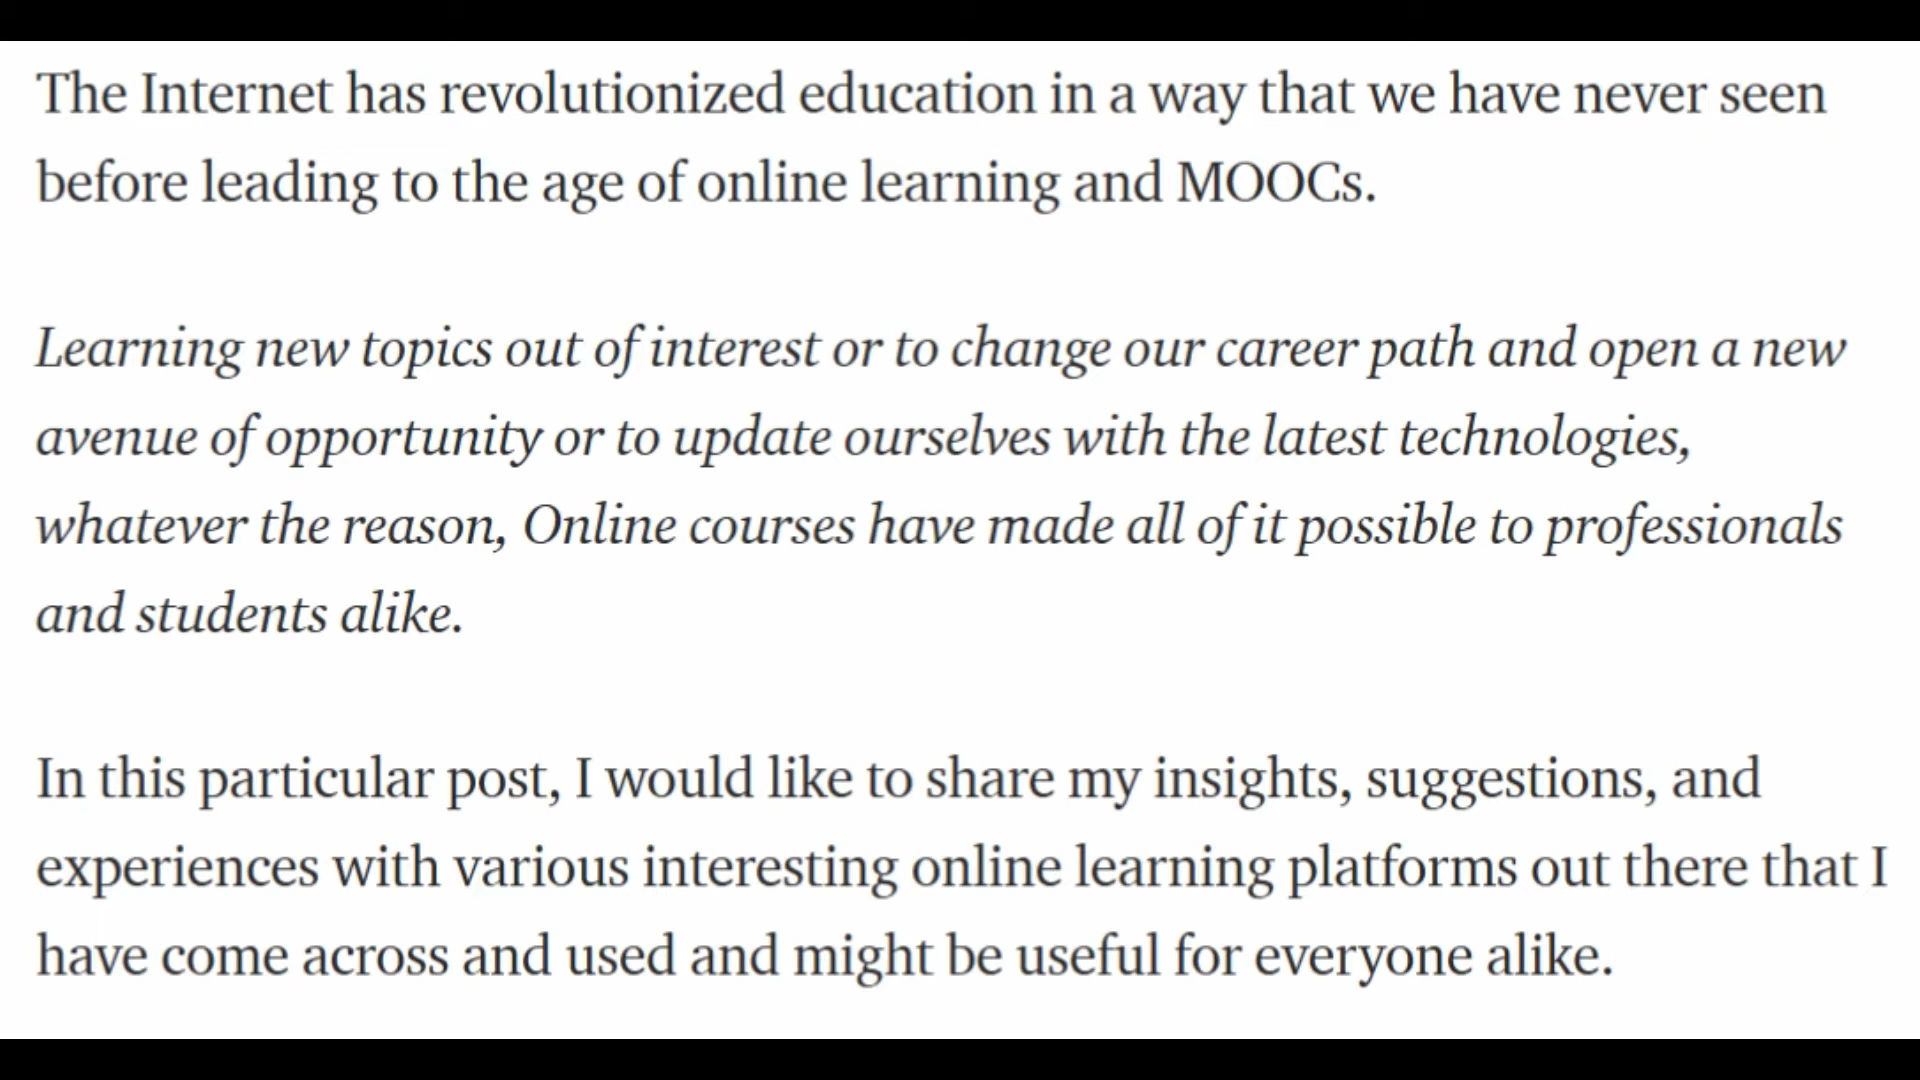 The Internet has revolutionized education in a way that we have never seen
before leading to the age of online learning and MOOCs.
Learning new topics out of interest or to change our career path and open a new
avenue of opportunity or to update ourselves with the latest technologies,
whatever the reason, Online courses have made all of it possible to professionals
and students alike.
In this particular post, I would like to share my insights, suggestions, and
experiences with various interesting online learning platforms out there that I
have come across and used and might be useful for everyone alike.